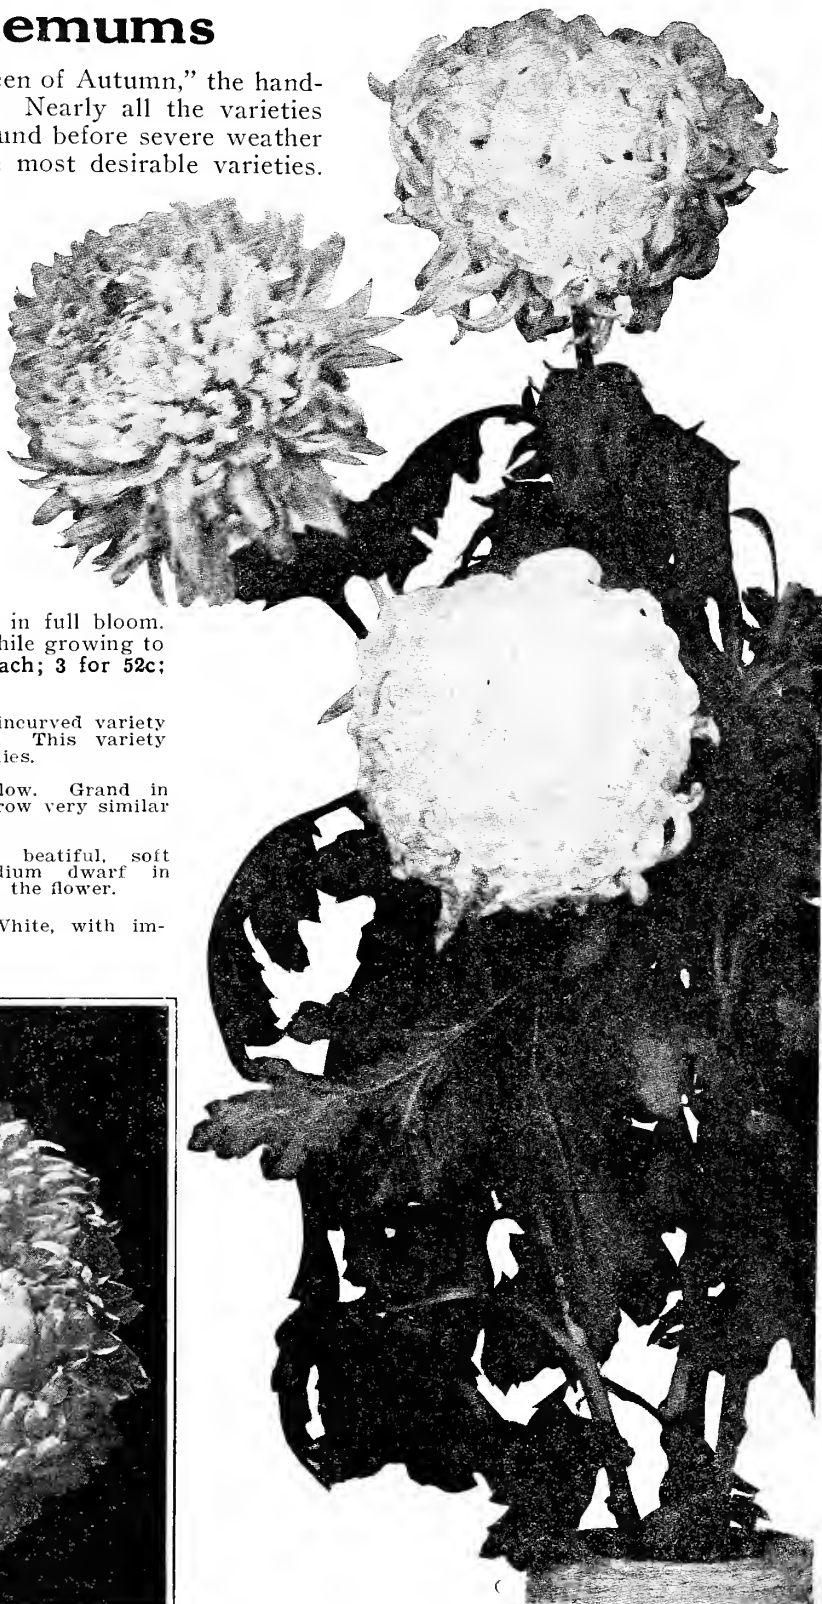 emums
en of Autumn,” the hand-
Nearly all the varieties
und before severe weather
most desirable varieties.
in full bloom.
hile growing to
ach; 3 for 52c;
incurved variety
This variety
ies.
low. Grand in
row very similar
beatiful, soft
dium dwarf in
the flower.
White, with im-